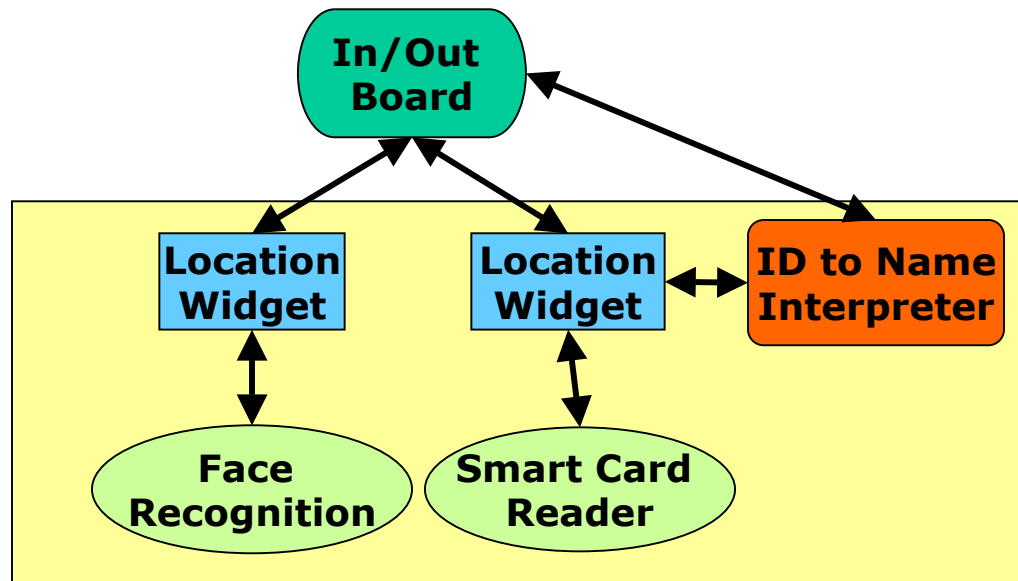 In/Out
Board
Location
Widget
Location
Widget
ID to Name
Interpreter
Face
Recognition
Smart Card
Reader